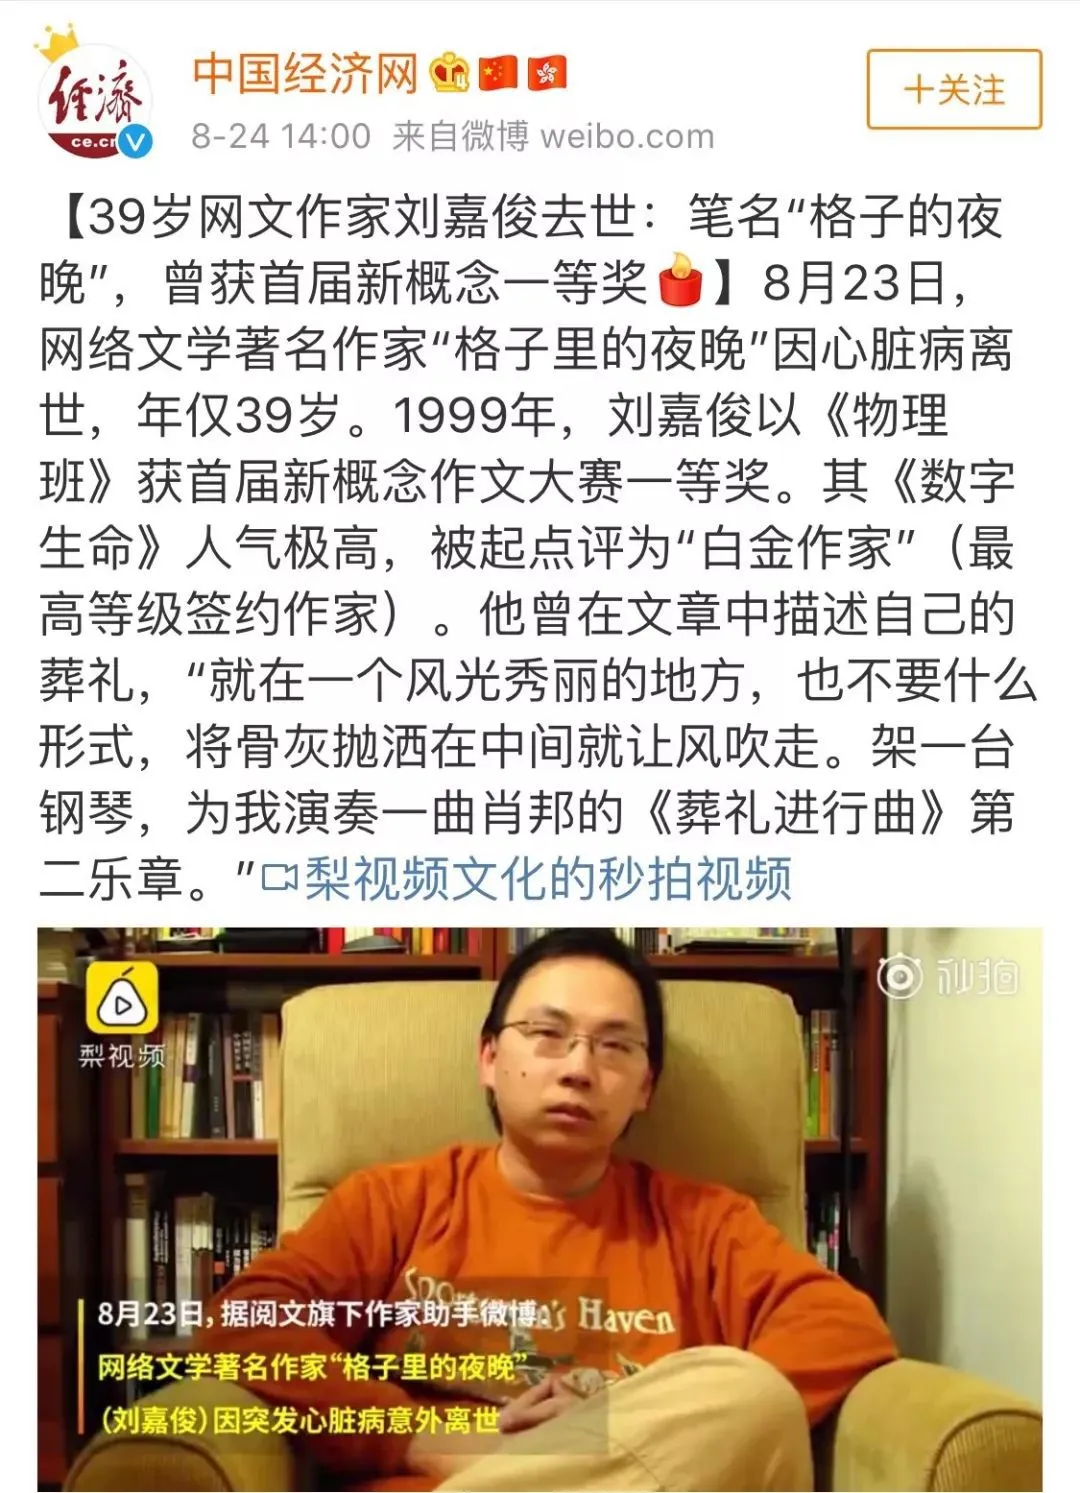 经济
ce.cn
中国经济网
+关注
8-24 14:00 来自微博 weibo.com
【39岁网文作家刘嘉俊去世：笔名“格子的夜
晚”，曾获首届新概念一等奖🕯】8月23日，
网络文学著名作家“格子里的夜晚”因心脏病离
世，年仅39岁。1999年，刘嘉俊以《物理
班》获首届新概念作文大赛一等奖。其《数字
生命》人气极高，被起点评为“白金作家”（最
高等级签约作家）。他曾在文章中描述自己的
葬礼，“就在一个风光秀丽的地方，也不要什么
形式，将骨灰抛洒在中间就让风吹走。架一台
钢琴，为我演奏一曲肖邦的《葬礼进行曲》第
二乐章。”梨视频文化的秒拍视频
梨视频
秒拍
Haven
8月23日，据阅文旗下作家助手微博：
网络文学著名作家“格子里的夜晚”
（刘嘉俊）因突发心脏病意外离世